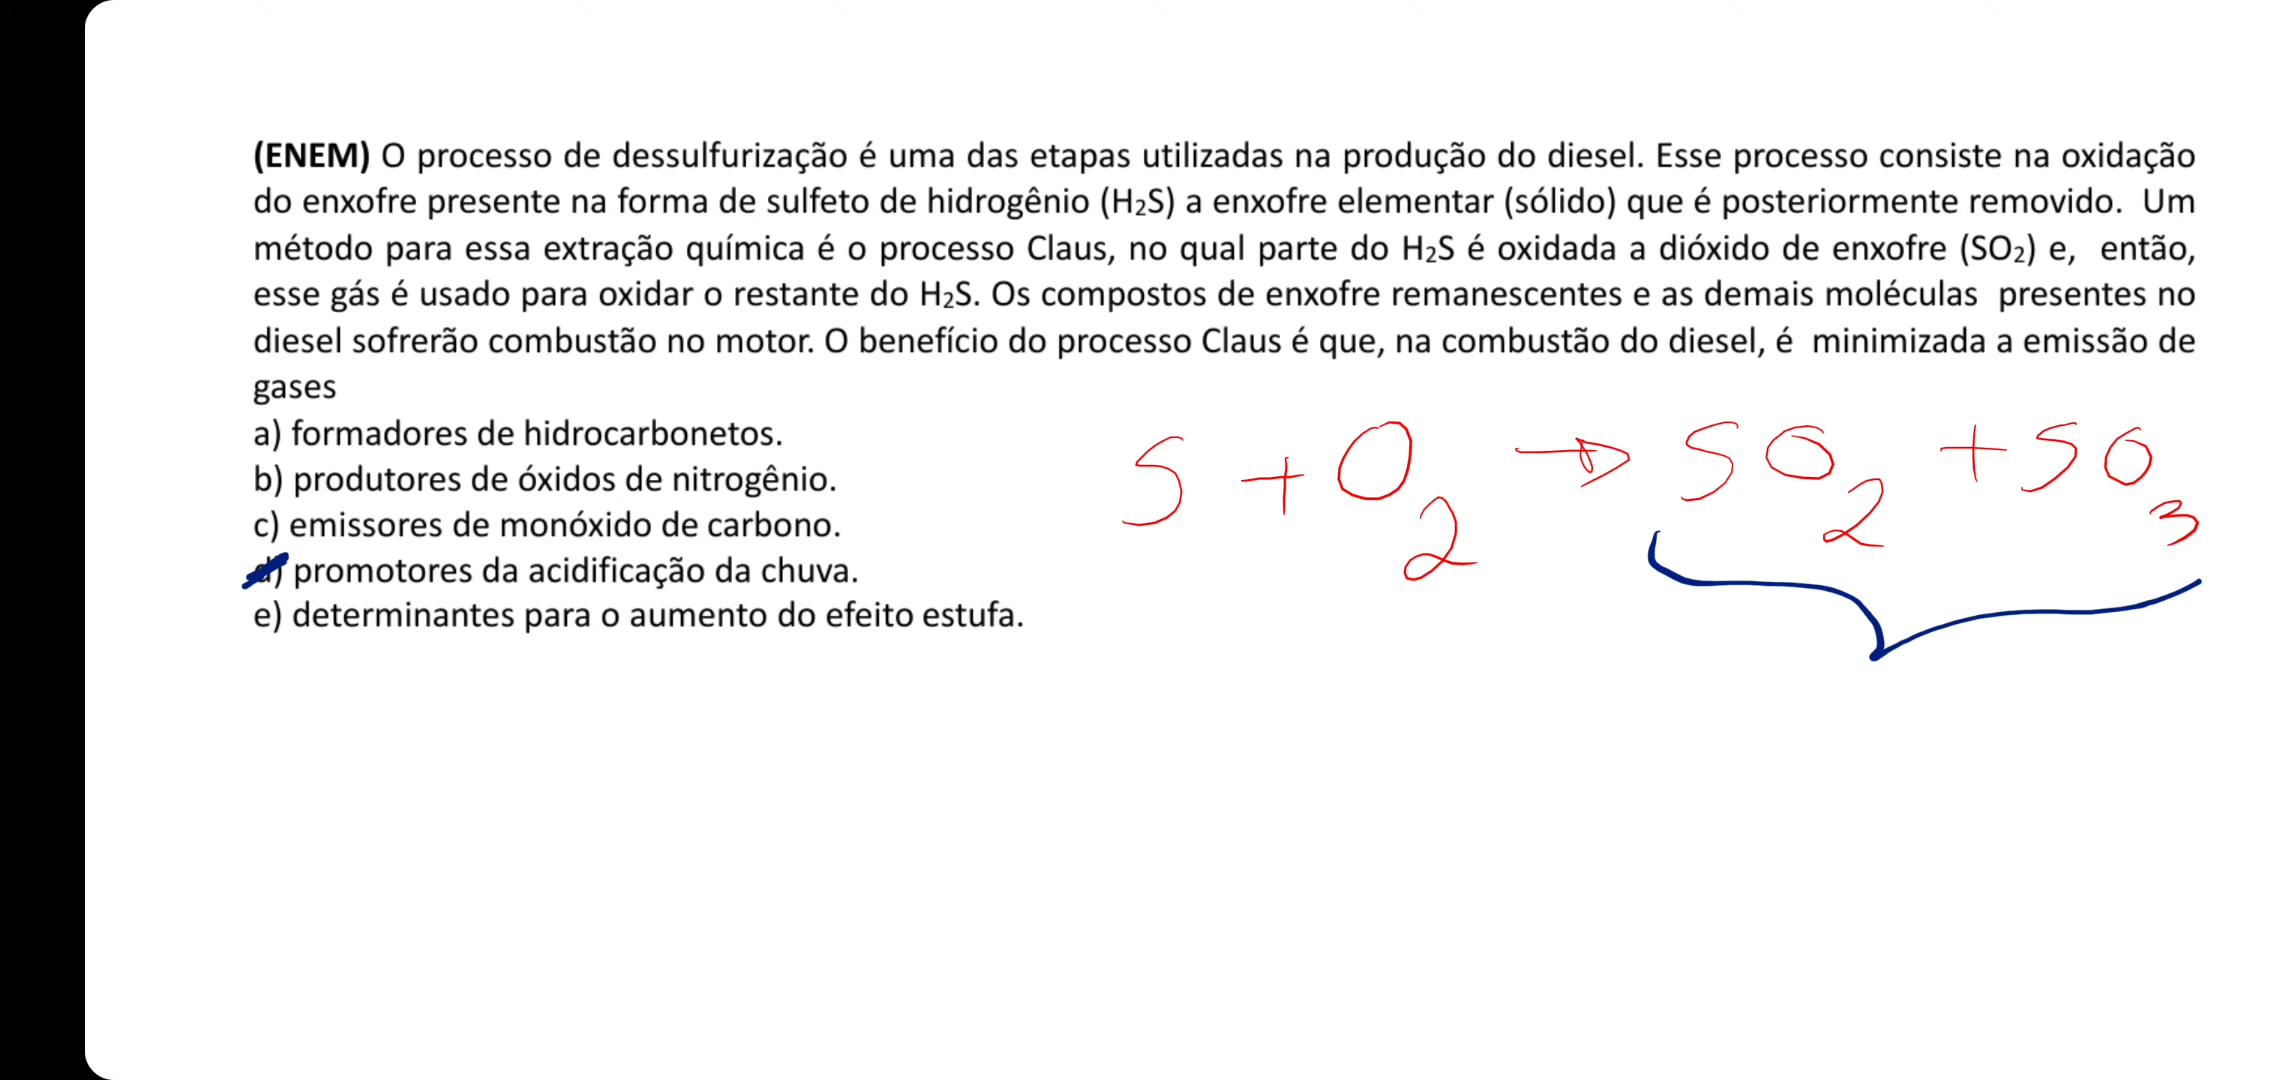 (ENEM) O processo de dessulfurização é uma das etapas utilizadas na produção do diesel. Esse processo consiste na oxidação
do enxofre presente na forma de sulfeto de hidrogênio (H₂S) a enxofre elementar (sólido) que é posteriormente removido. Um
método para essa extração química é o processo Claus, no qual parte do H₂S é oxidada a dióxido de enxofre (SO₂) e, então,
esse gás é usado para oxidar o restante do H₂S. Os compostos de enxofre remanescentes e as demais moléculas presentes no
diesel sofrerão combustão no motor. O benefício do processo Claus é que, na combustão do diesel, é minimizada a emissão de
gases
a) formadores de hidrocarbonetos.
b) produtores de óxidos de nitrogênio.
c) emissores de monóxido de carbono.
d) promotores da acidificação da chuva.
e) determinantes para o aumento do efeito estufa.
S + O₂ → SO₂ + SO₃